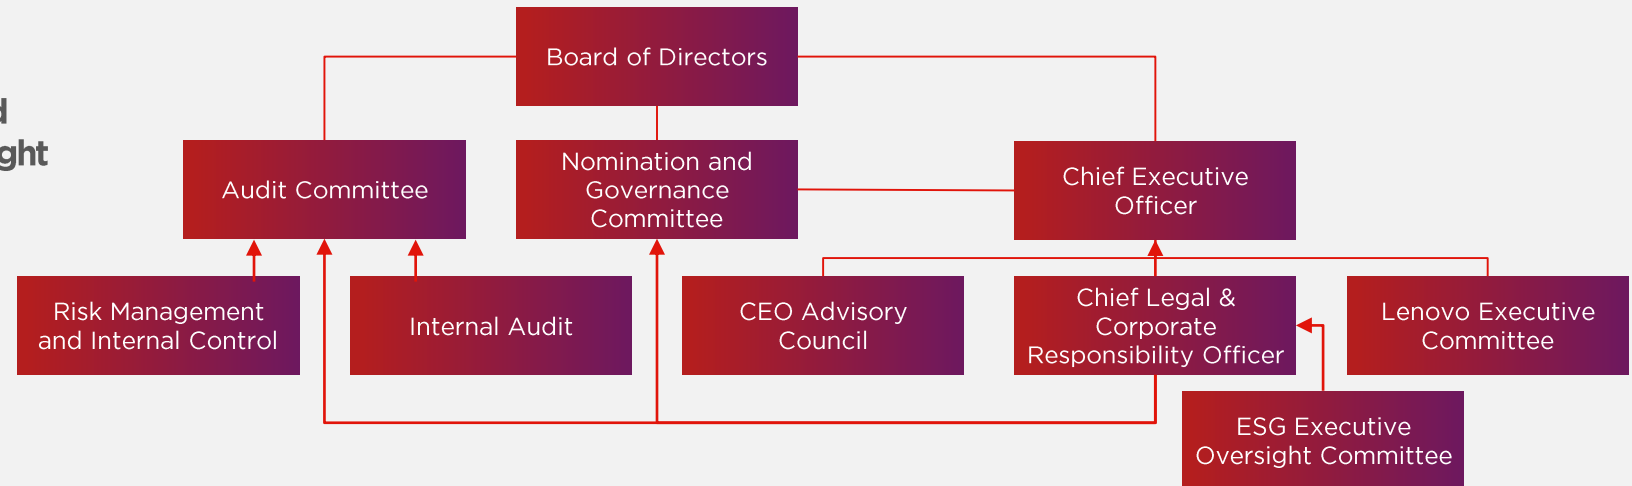 Board of Directors
ght
Audit Committee
Nomination and
Governance
Committee
Chief Executive
Officer
Risk Management
and Internal Control
Internal Audit
CEO Advisory
Council
Chief Legal &
Corporate
Responsibility Officer
Lenovo Executive
Committee
ESG Executive
Oversight Committee